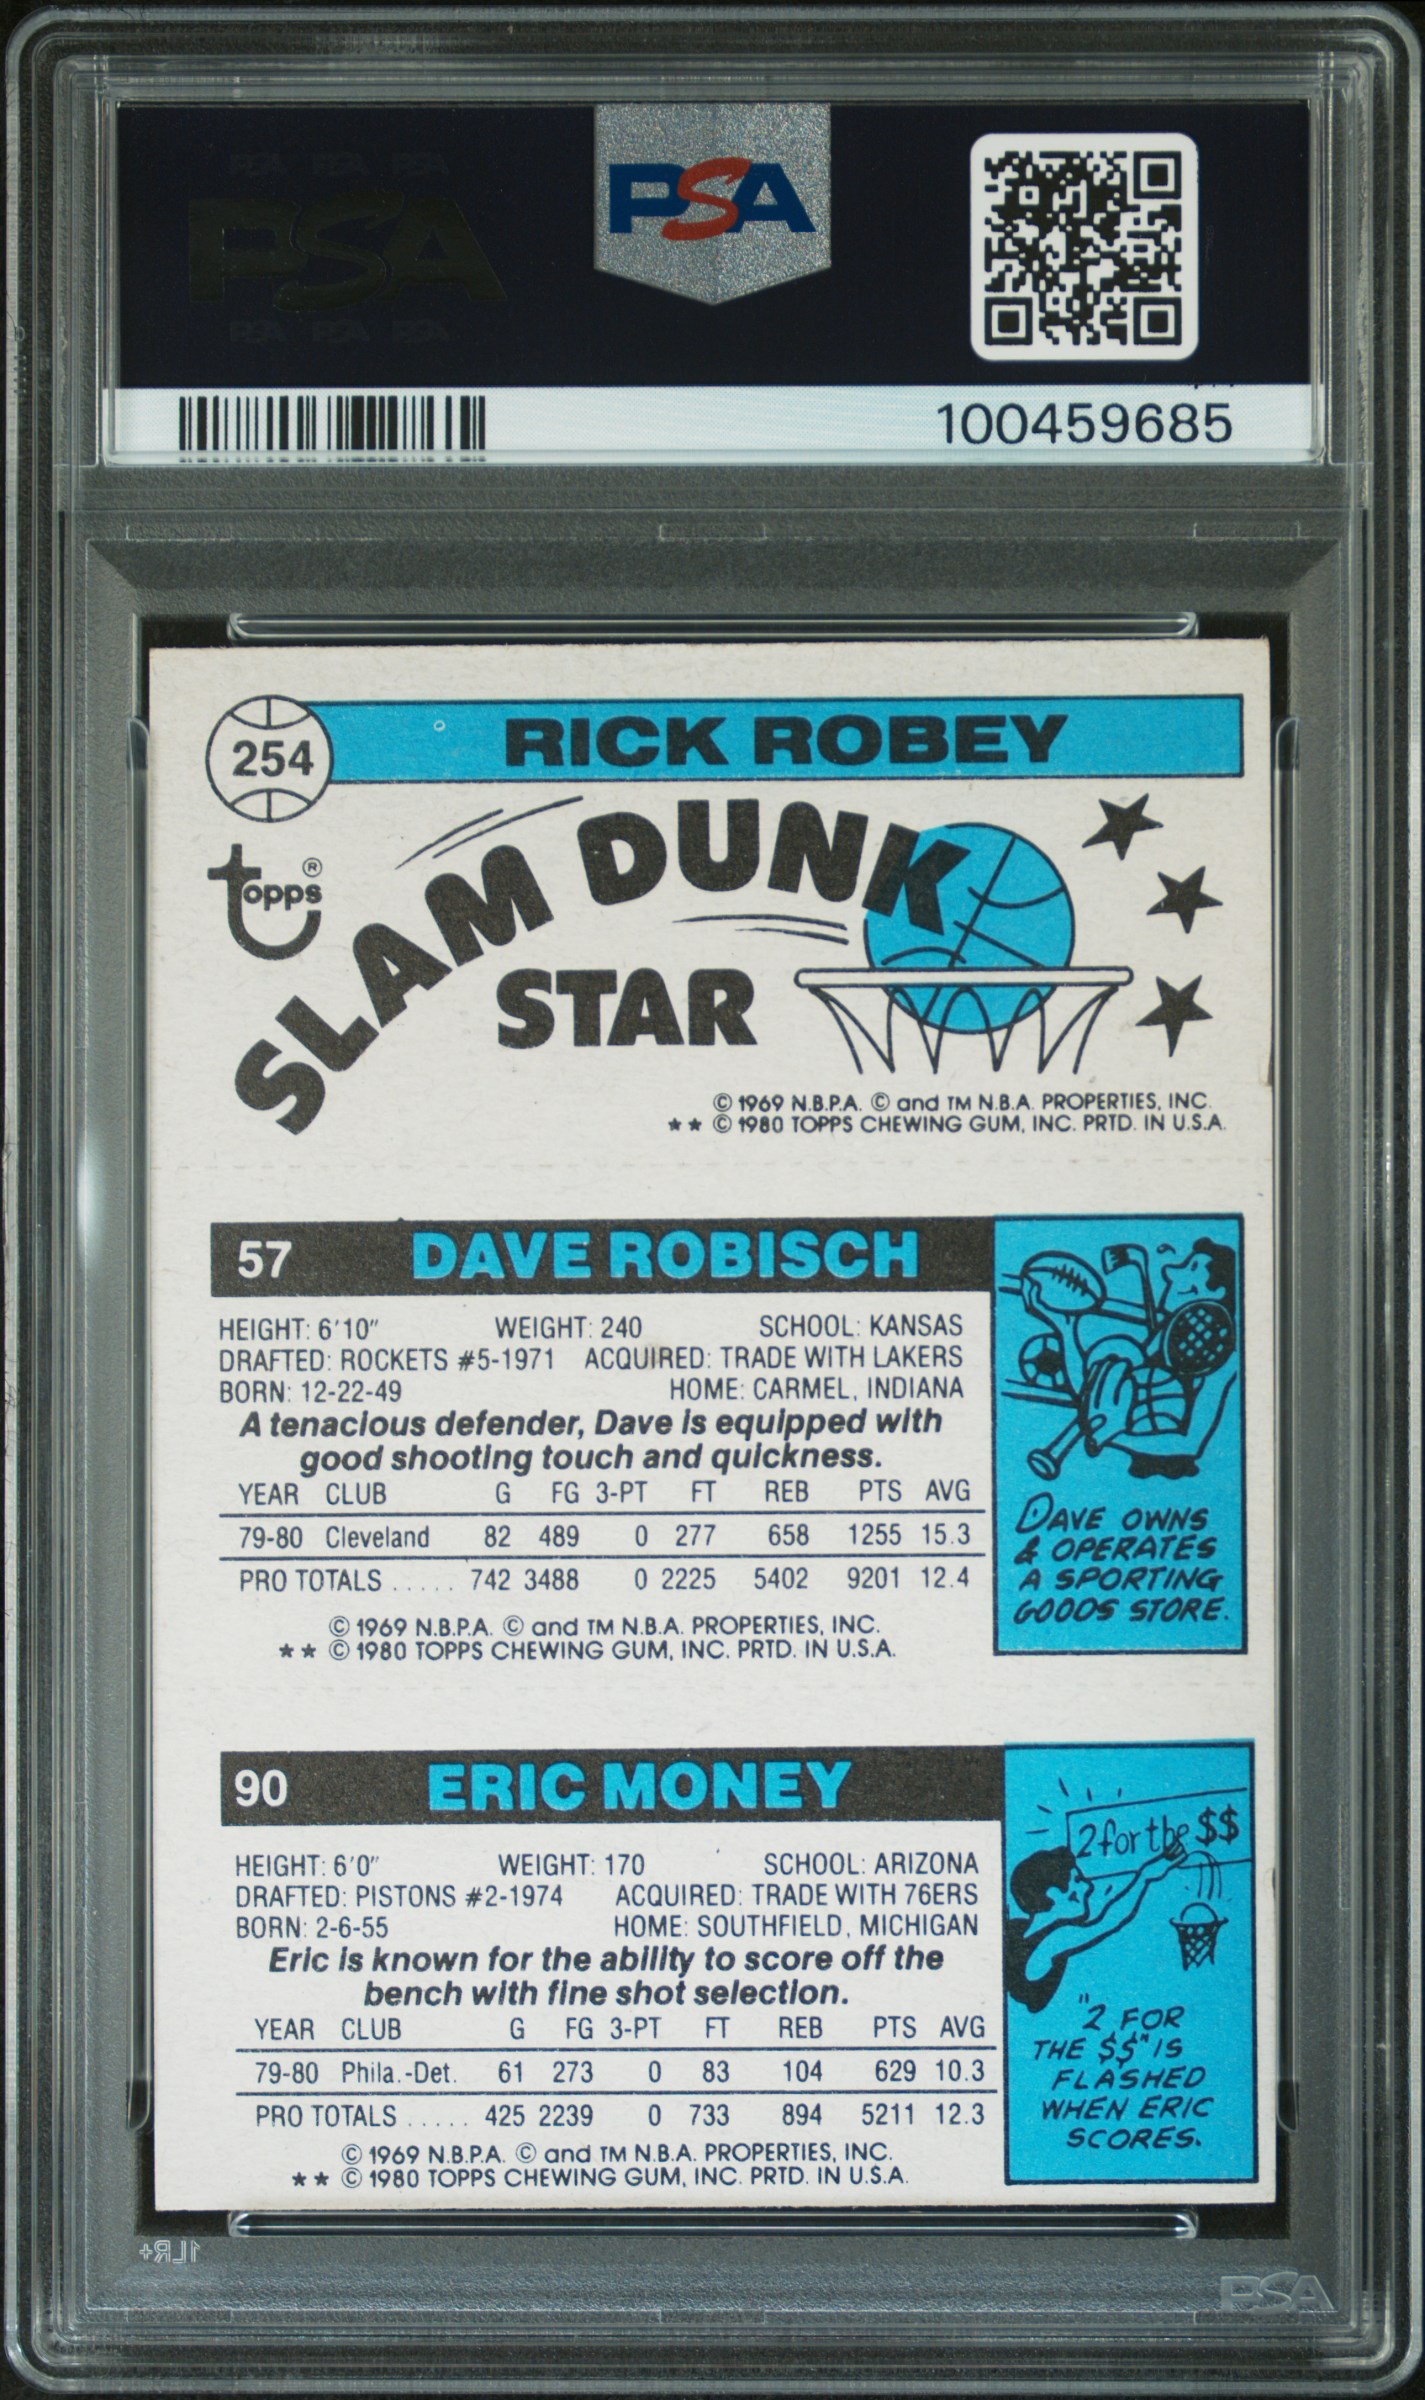 PSA PSA PSA
PSA
PSA PSA PSA
PSA
100459685
254
RICK ROBEY
topps®
SLAM DUNK
STAR
© 1969 N.B.P.A. © and TM N.B.A. PROPERTIES, INC.
** © 1980 TOPPS CHEWING GUM, INC. PRTD. IN U.S.A.
57 DAVE ROBISCH
HEIGHT: 6'10" WEIGHT: 240 SCHOOL: KANSAS
DRAFTED: ROCKETS #5-1971 ACQUIRED: TRADE WITH LAKERS
BORN: 12-22-49 HOME: CARMEL, INDIANA
A tenacious defender, Dave is equipped with
good shooting touch and quickness.
YEAR CLUB G FG 3-PT FT REB PTS AVG
79-80 Cleveland 82 489 0 277 658 1255 15.3
PRO TOTALS ..... 742 3488 0 2225 5402 9201 12.4
© 1969 N.B.P.A. © and TM N.B.A. PROPERTIES, INC.
** © 1980 TOPPS CHEWING GUM, INC. PRTD. IN U.S.A.
DAVE OWNS
& OPERATES
A SPORTING
GOODS STORE.
90 ERIC MONEY
HEIGHT: 6'0" WEIGHT: 170 SCHOOL: ARIZONA
DRAFTED: PISTONS #2-1974 ACQUIRED: TRADE WITH 76ERS
BORN: 2-6-55 HOME: SOUTHFIELD, MICHIGAN
Eric is known for the ability to score off the
bench with fine shot selection.
YEAR CLUB G FG 3-PT FT REB PTS AVG
79-80 Phila.-Det. 61 273 0 83 104 629 10.3
PRO TOTALS ..... 425 2239 0 733 894 5211 12.3
© 1969 N.B.P.A. © and TM N.B.A. PROPERTIES, INC.
** © 1980 TOPPS CHEWING GUM, INC. PRTD. IN U.S.A.
2 for the $$
"2 FOR
THE $$" IS
FLASHED
WHEN ERIC
SCORES.
1LR+
PSA